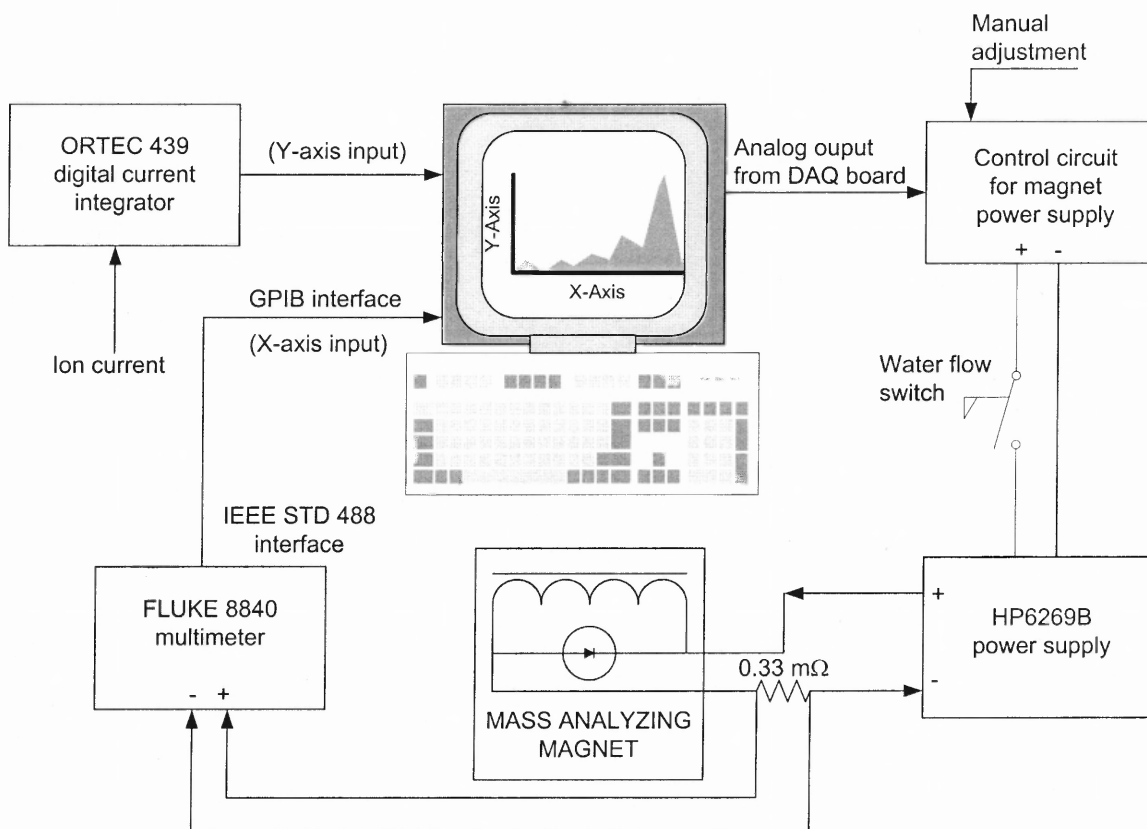 Manual
adjustment
ORTEC 439
digital current
integrator
(Y-axis input)
Y-Axis
X-Axis
Analog ouput
from DAQ board
Control circuit
for magnet
power supply
+ -
GPIB interface
(X-axis input)
Ion current
Water flow
switch
IEEE STD 488
interface
FLUKE 8840
multimeter
- +
MASS ANALYZING
MAGNET
0.33 mΩ
+
HP6269B
power supply
-